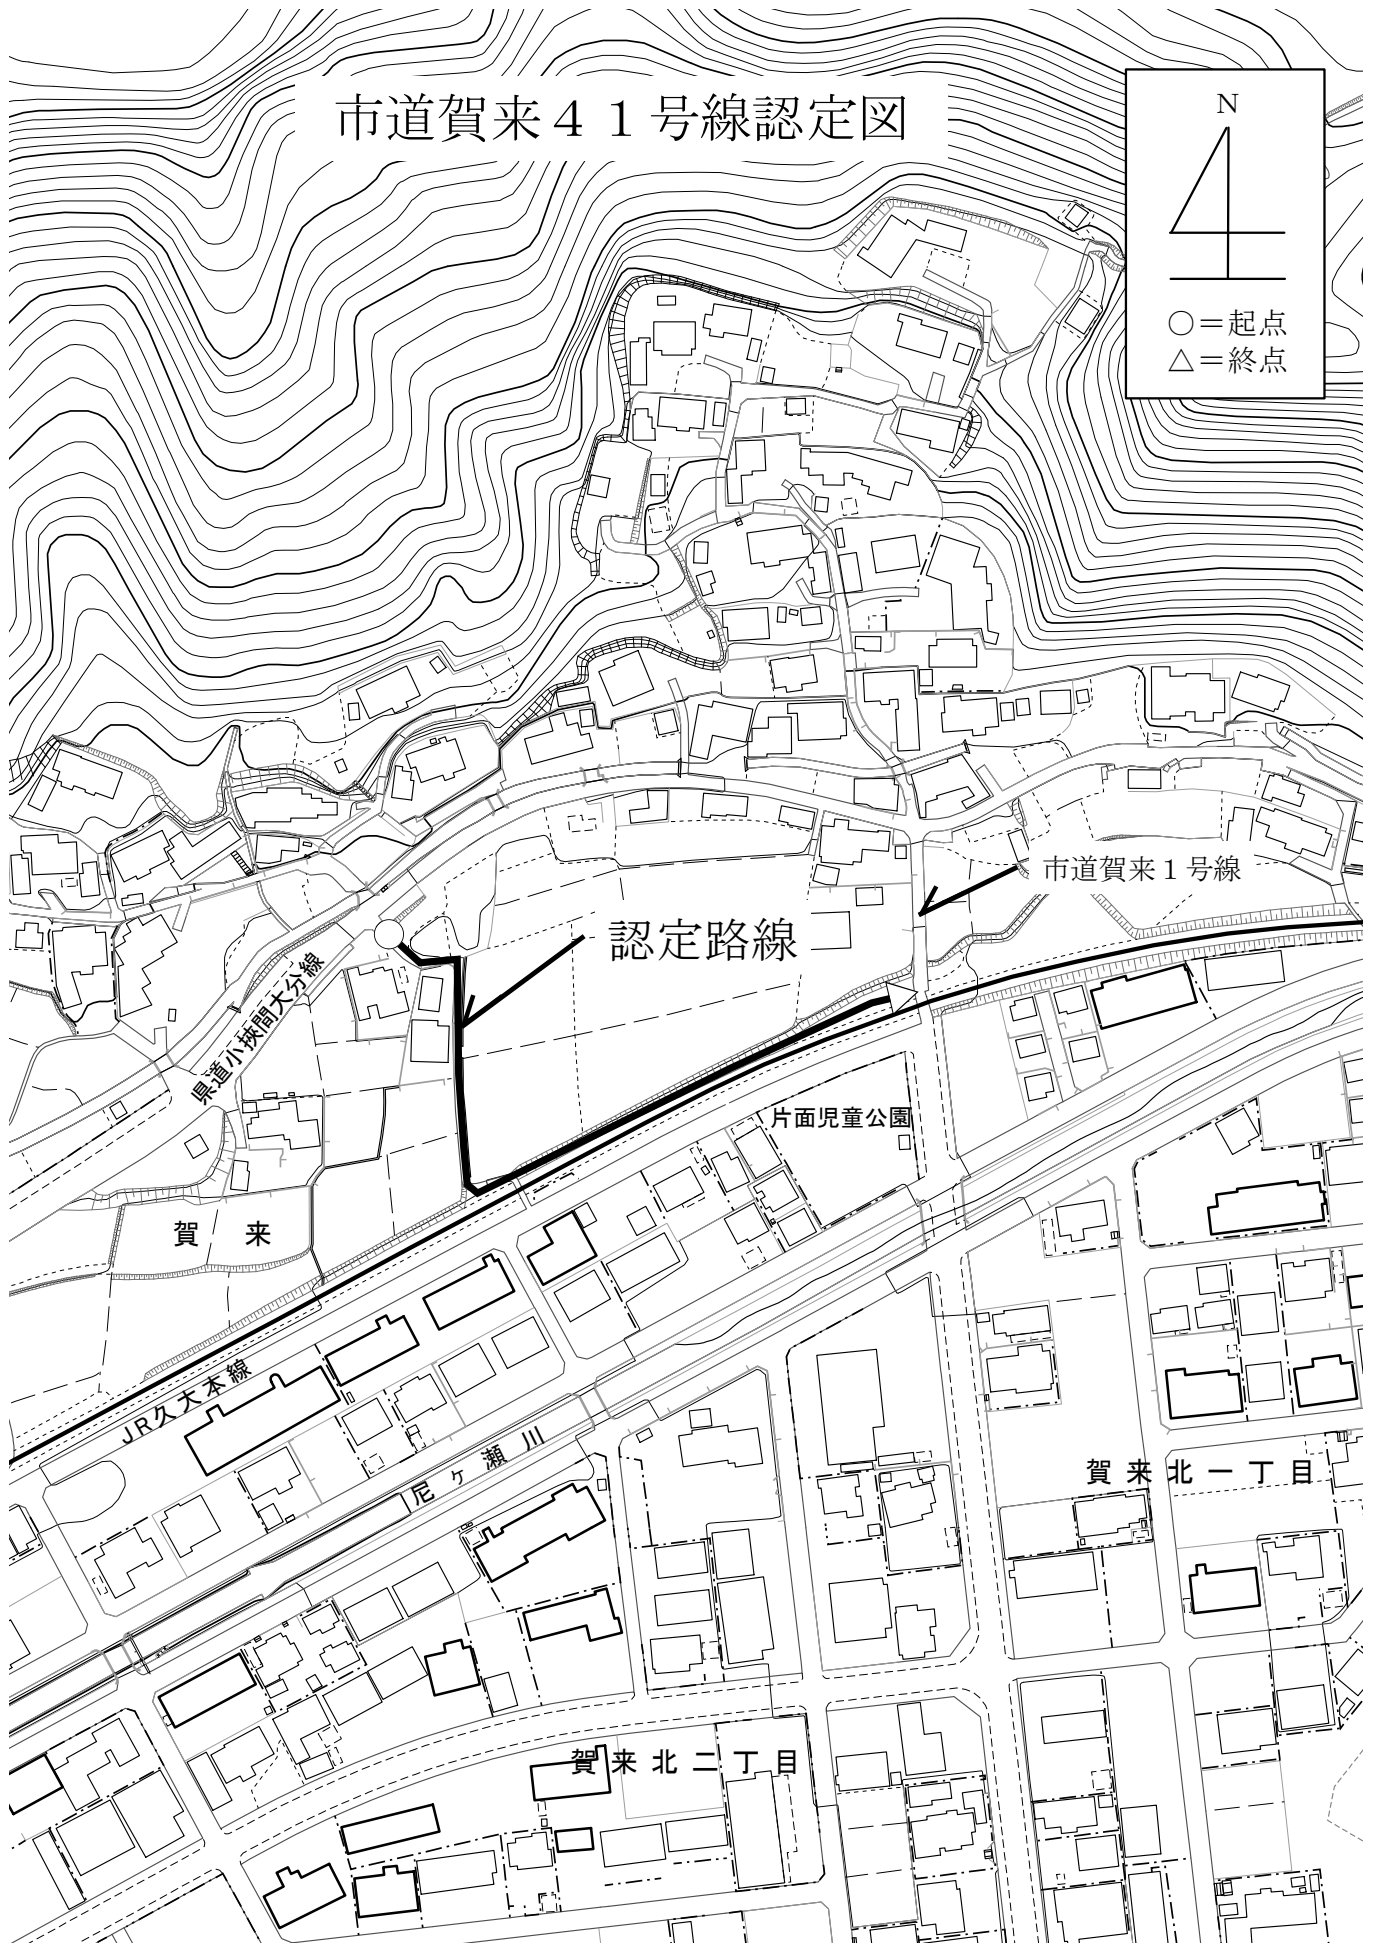 市道賀来４１号線認定図
N
○＝起点
△＝終点
市道賀来１号線
認定路線
県道小挾間大分線
片面児童公園
賀来
JR久大本線
尼ヶ瀬川
賀来北一丁目
賀来北二丁目